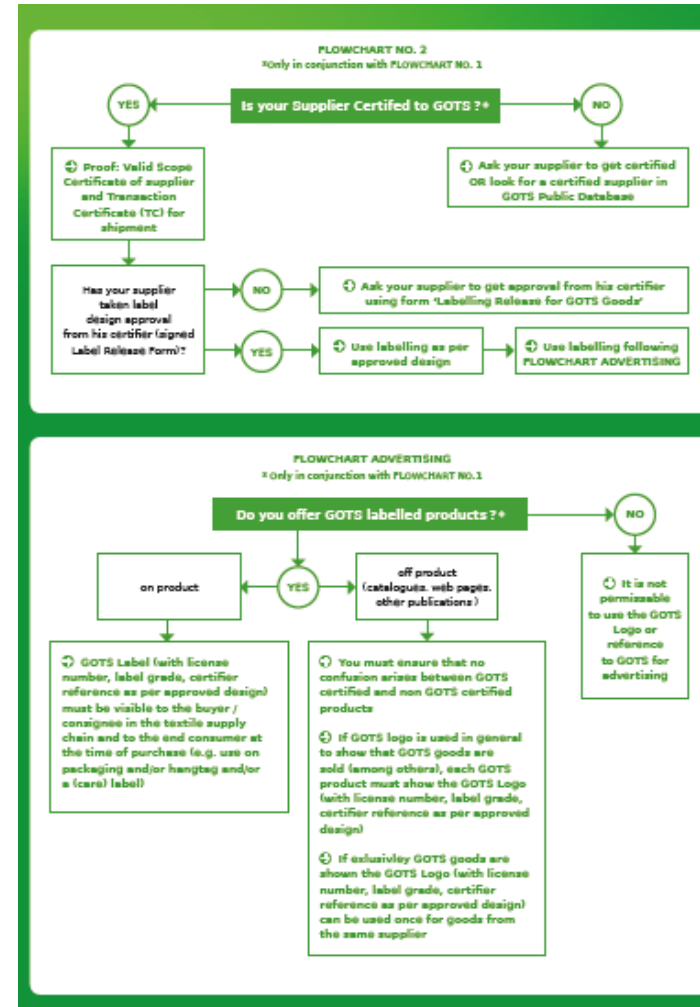 FLOWCHART NO. 2
*Only in conjunction with FLOWCHART NO. 1
Is your Supplier Certifed to GOTS ?*
YES
NO
Proof: Valid Scope
Certificate of supplier
and Transaction
Certificate (TC) for
shipment
Ask your supplier to get certified
OR look for a certified supplier in
GOTS Public Database
Has your supplier
taken label
design approval
from his certifier (signed
Label Release Form)?
NO
Ask your supplier to get approval from his certifier
using form ‘Labelling Release for GOTS Goods’
YES
Use labelling as per
approved design
Use labelling following
FLOWCHART ADVERTISING
FLOWCHART ADVERTISING
* Only in conjunction with FLOWCHART NO.1
Do you offer GOTS labelled products?*
NO
YES
on product
off product
(catalogues, web pages,
other publications)
It is not
permissable
to use the GOTS
Logo or
reference
to GOTS for
advertising
GOTS Label (with license
number, label grade, certifier
reference as per approved design)
must be visible to the buyer /
consignee in the textile supply
chain and to the end consumer at
the time of purchase (e.g. use on
packaging and/or hangtag and/or
a (care) label)
You must ensure that no
confusion arises between GOTS
certified and non GOTS certified
products
If GOTS logo is used in general
to show that GOTS goods are
sold (among others), each GOTS
product must show the GOTS Logo
(with license number, label grade,
certifier reference as per approved
design)
If exlusivley GOTS goods are
shown the GOTS Logo (with license
number, label grade, certifier
reference as per approved design)
can be used once for goods from
the same supplier